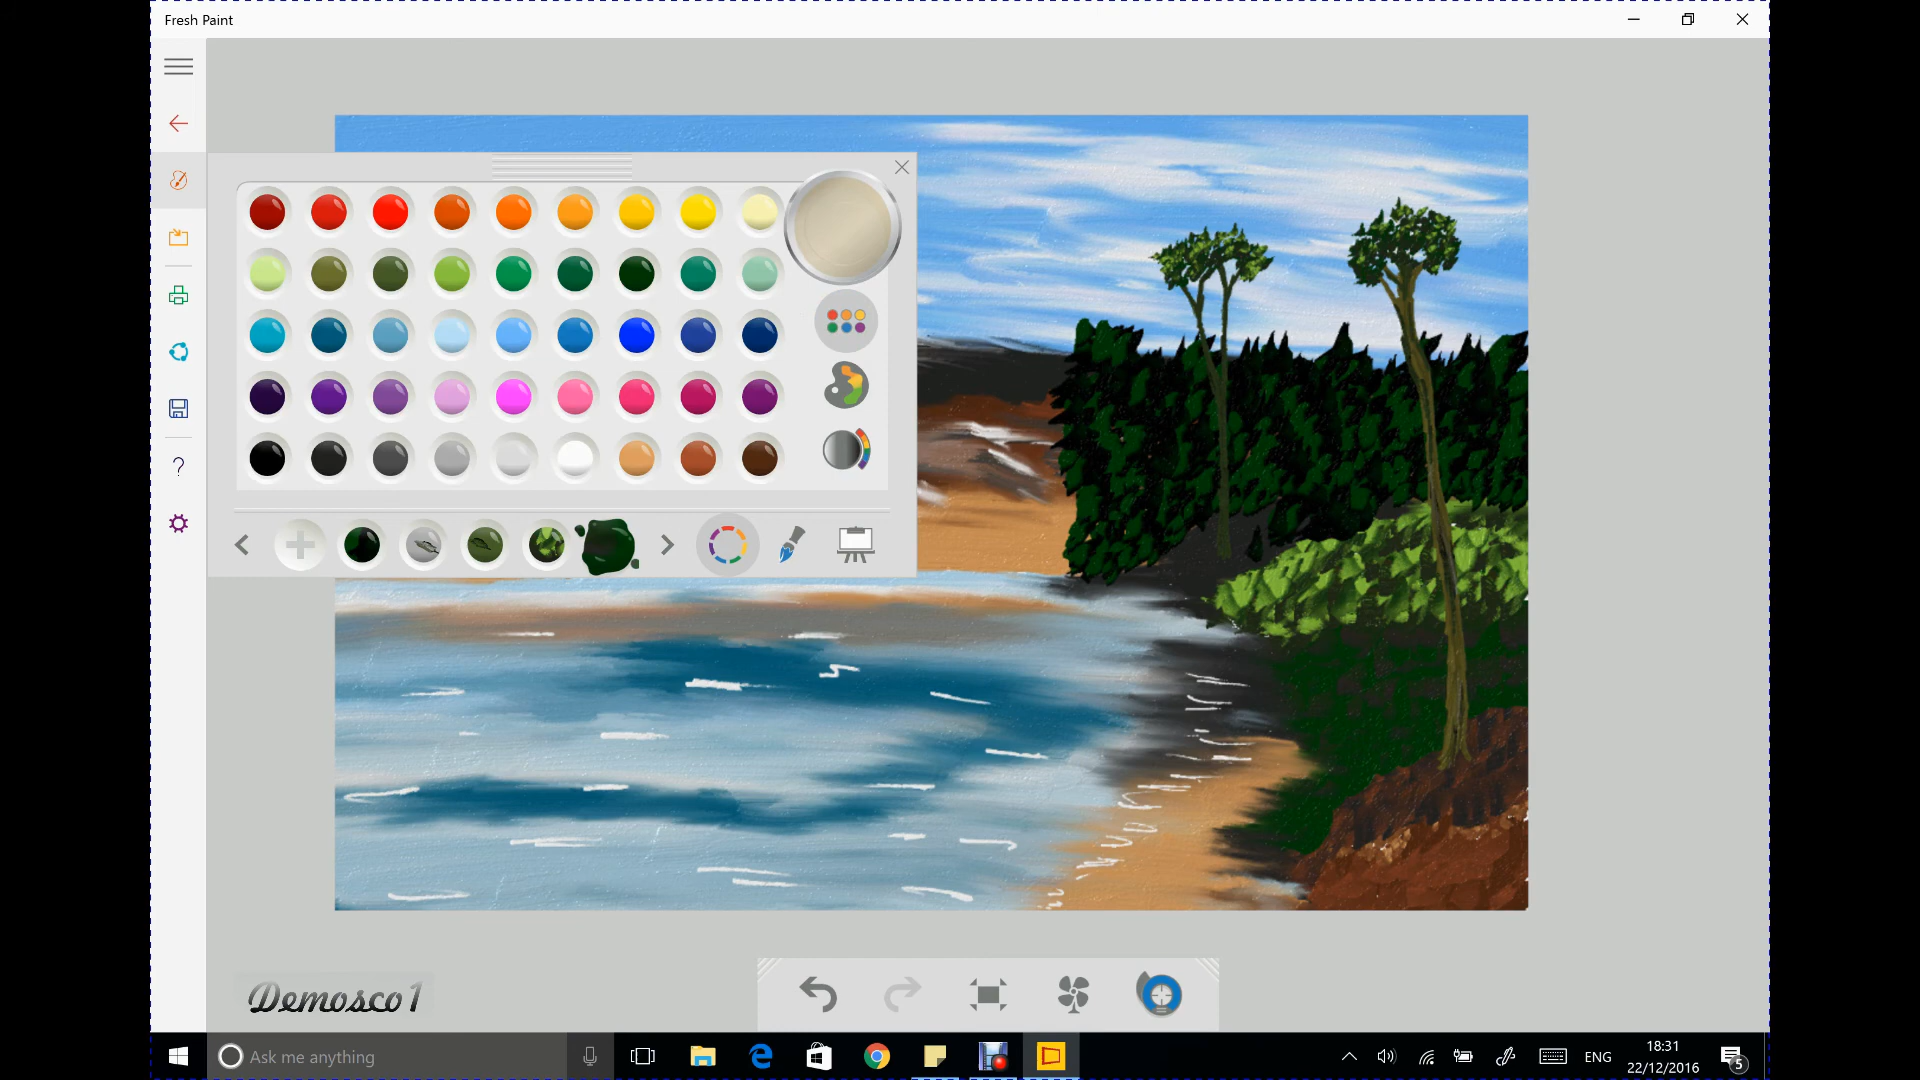 Fresh Paint
?
Demosco1
Ask me anything
ENG
18:31
22/12/2016
5